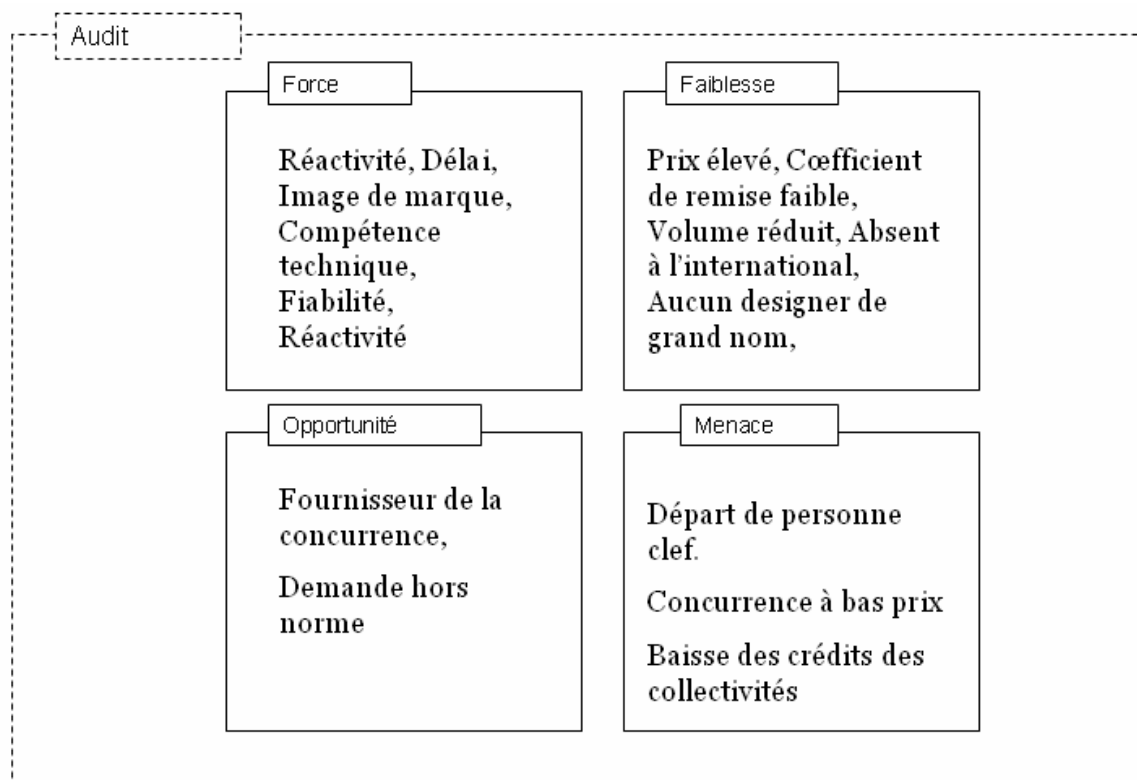 Audit
Force
Réactivité, Délai,
Image de marque,
Compétence
technique,
Fiabilité,
Réactivité
Faiblesse
Prix élevé, Cœfficient
de remise faible,
Volume réduit, Absent
à l'international,
Aucun designer de
grand nom,
Opportunité
Fournisseur de la
concurrence,
Demande hors
norme
Menace
Départ de personne
clef.
Concurrence à bas prix
Baisse des crédits des
collectivités